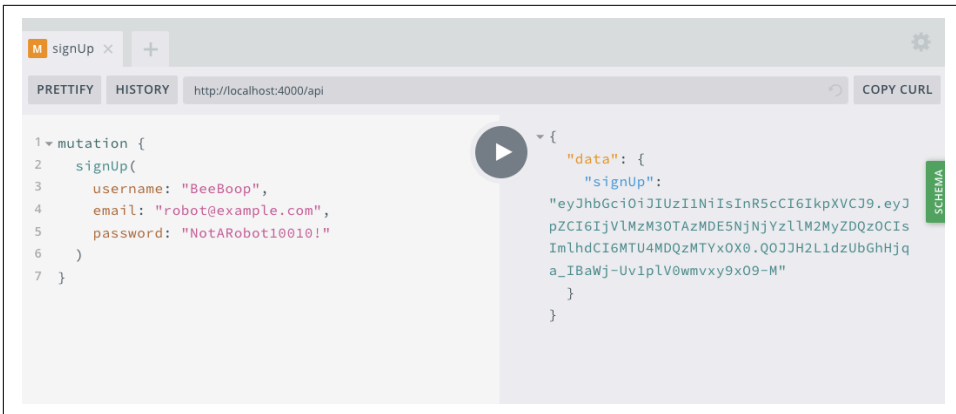 M signUp × +
PRETTIFY HISTORY http://localhost:4000/api COPY CURL
1 mutation {
2 signUp(
3 username: "BeeBoop",
4 email: "robot@example.com",
5 password: "NotARobot10010!"
6 )
7 }
{
"data": {
"signUp":
"eyJhbGciOiJIUzI1NiIsInR5cCI6IkpXVCJ9.eyJ
pZCI6IjVlMzM3OTAzMDE5NjNjYzllM2MyZDQzOCIs
ImlhdCI6MTU4MDQzMTYxOX0.QOJJH2L1dzUbGhHjq
a_IBaWj-Uv1plV0wmvxy9xO9-M"
}
}
SCHEMA